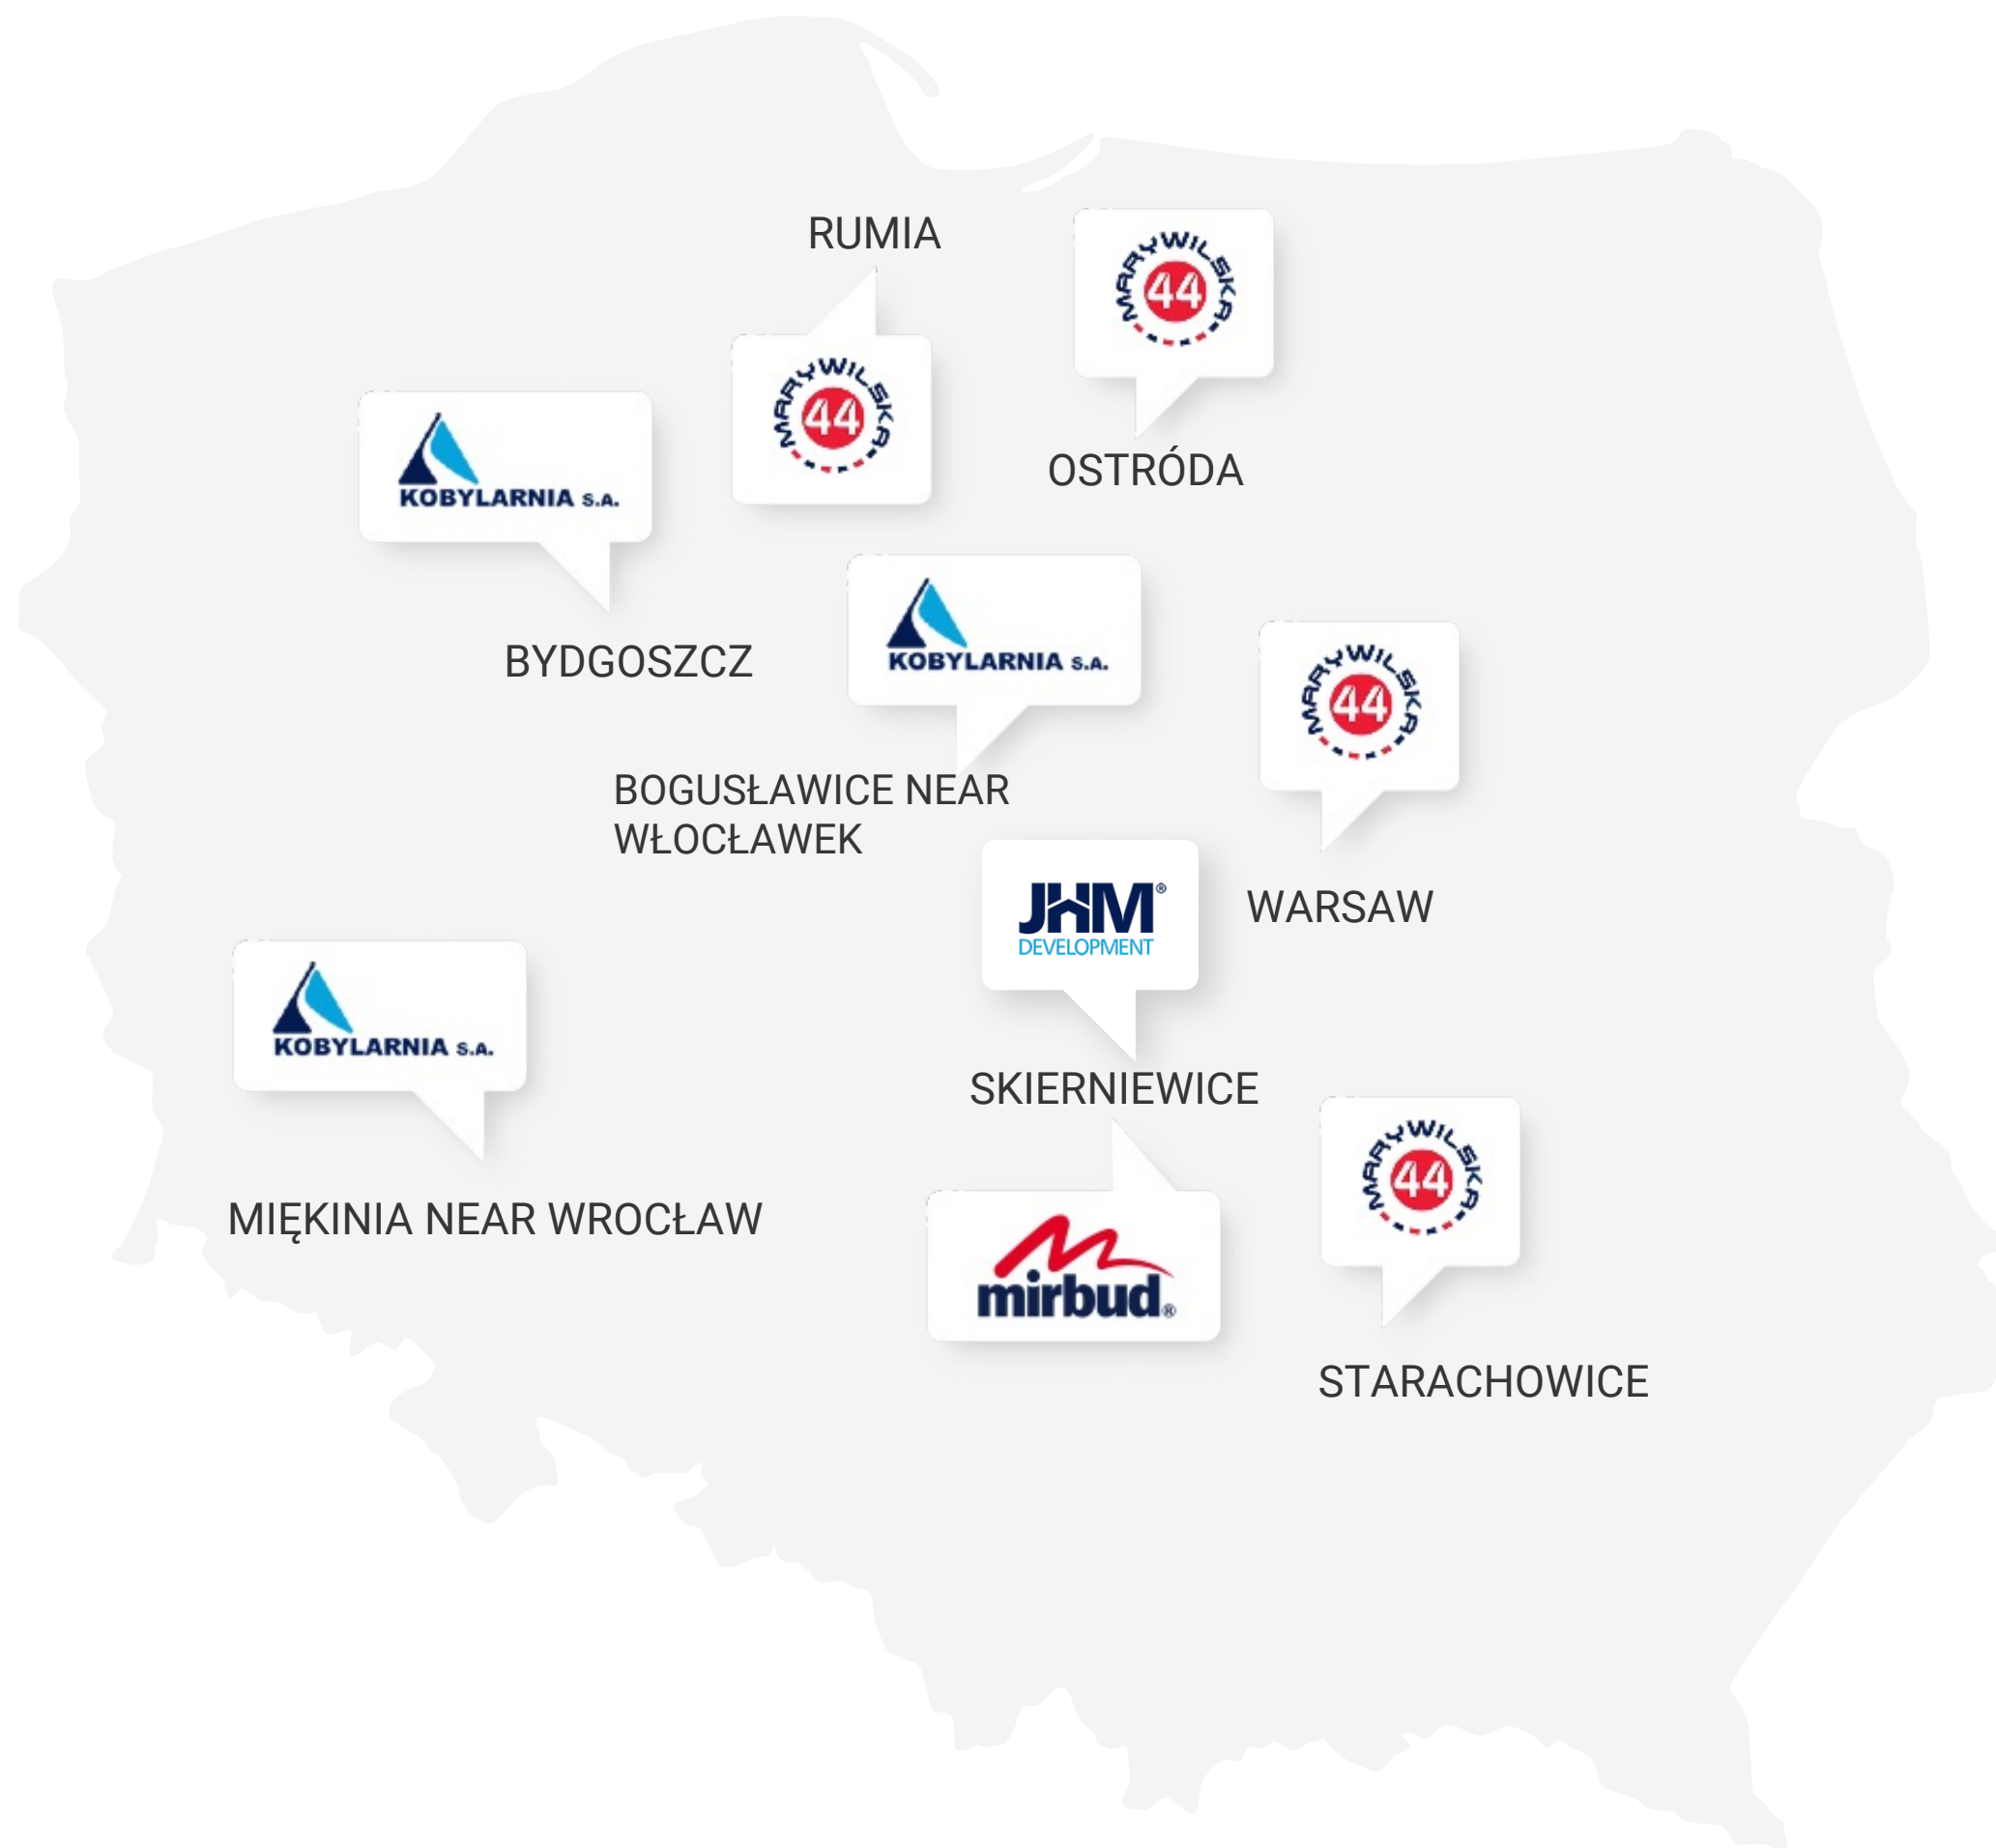 RUMIA
MARYWILSKA
44
OSTRÓDA
MARYWILSKA
44
KOBYLARNIA S.A.
BYDGOSZCZ
KOBYLARNIA S.A.
BOGUSŁAWICE NEAR
WŁOCŁAWEK
MARYWILSKA
44
WARSAW
JHM®
DEVELOPMENT
SKIERNIEWICE
KOBYLARNIA S.A.
MIĘKINIA NEAR WROCŁAW
mirbud®
MARYWILSKA
44
STARACHOWICE